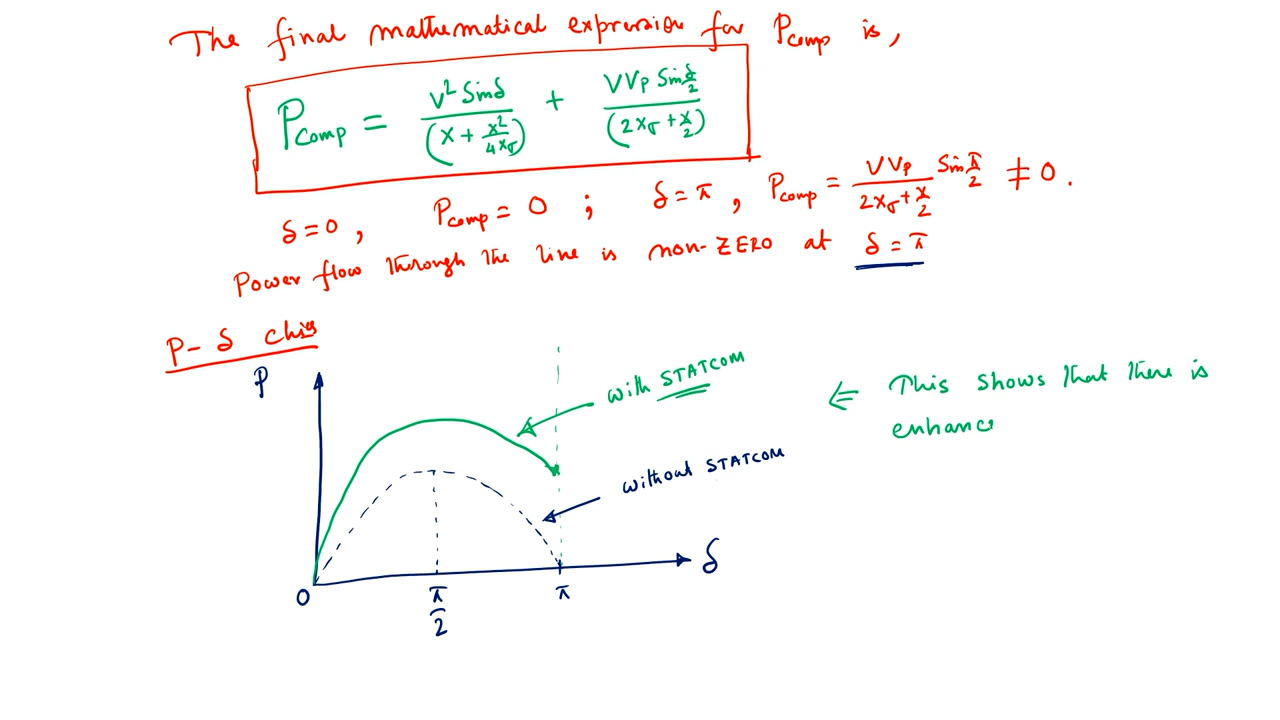 The final mathematical expression for Pcomp is,
Pcomp = V² Sinδ / (X + X²/4Xσ) + VVp Sin δ/2 / (2Xσ + X/2)
δ = 0, Pcomp = 0 ; δ = π, Pcomp = VVp / (2Xσ + X/2) Sin π/2 ≠ 0.
Power flow through the line is non-ZERO at δ = π
P- δ
P
with STATCOM
⇐ This shows that there is
enhanc
without STATCOM
δ
0 π/2 π